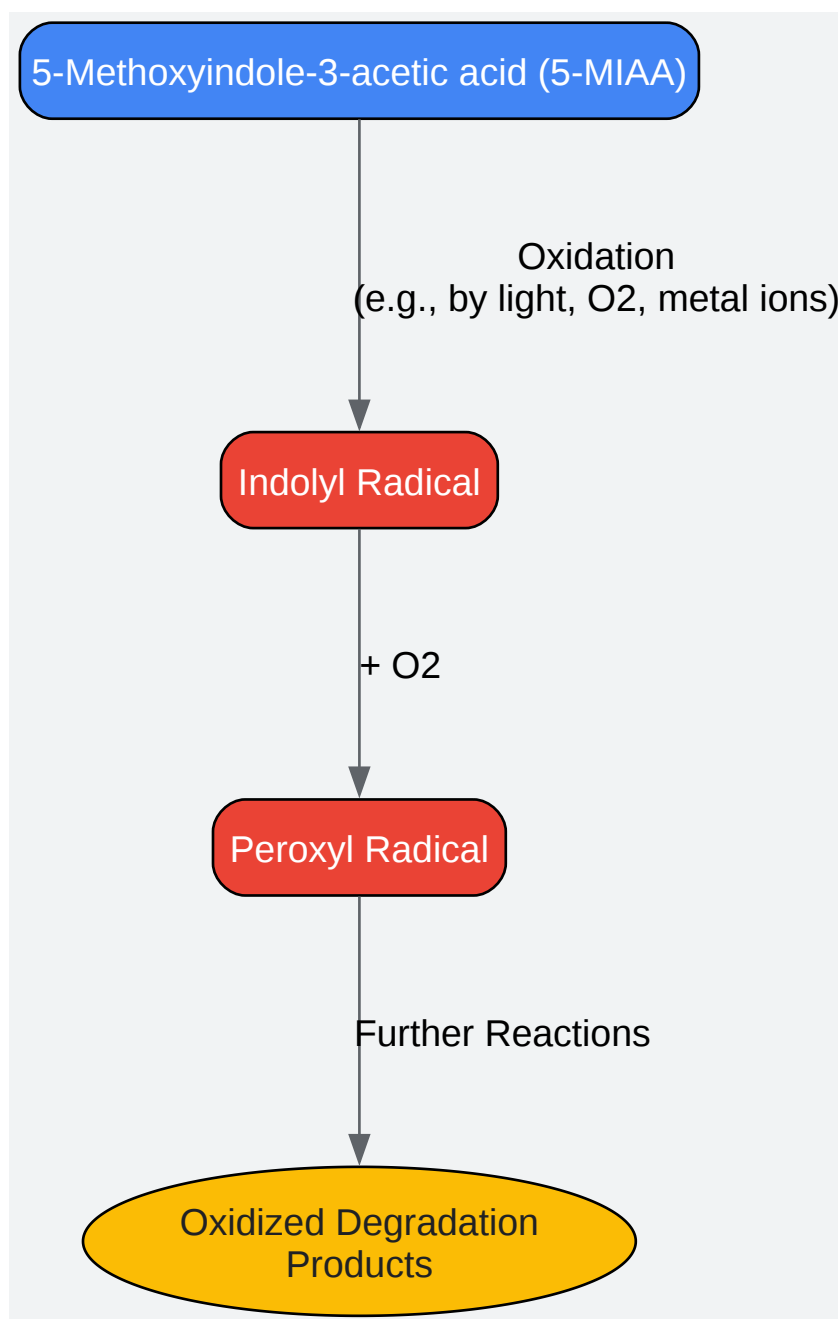 5-Methoxyindole-3-acetic acid (5-MIAA)
Oxidation
(e.g., by light, O2, metal ions)
Indolyl Radical
+ O2
Peroxyl Radical
Further Reactions
Oxidized Degradation
Products